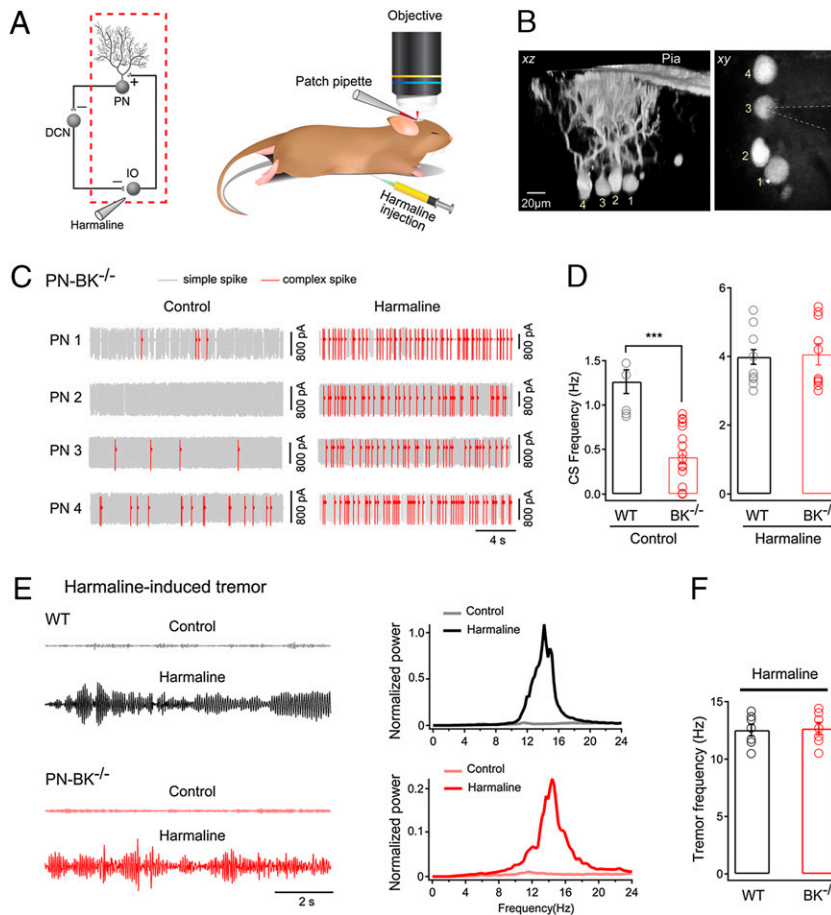 A
PN
+
–
DCN
IO
–
Harmaline
Objective
Patch pipette
Harmaline injection
B
xz
Pia
20µm
4 3 2 1
xy
4
3
2
1
C PN-BK-/-
simple spike complex spike
Control Harmaline
PN 1 800 pA 800 pA
PN 2 800 pA 800 pA
PN 3 800 pA 800 pA
PN 4 800 pA 800 pA
4 s
D
CS Frequency (Hz)
1.5
1.0
0.5
0.0
***
WT BK-/-
Control
6
4
2
0
WT BK-/
Harmaline
E Harmaline-induced tremor
WT
Control
Harmaline
PN-BK-/-
Control
Harmaline
2 s
Normalized power
1.0
0.5
0.0
Control
Harmaline
0 4 8 12 16 20 24
Normalized power
0.2
0.1
0
Control
Harmaline
0 4 8 12 16 20 24
Frequency(Hz)
F
Harmaline
Tremor frequency (Hz)
15
10
5
0
WT BK-/